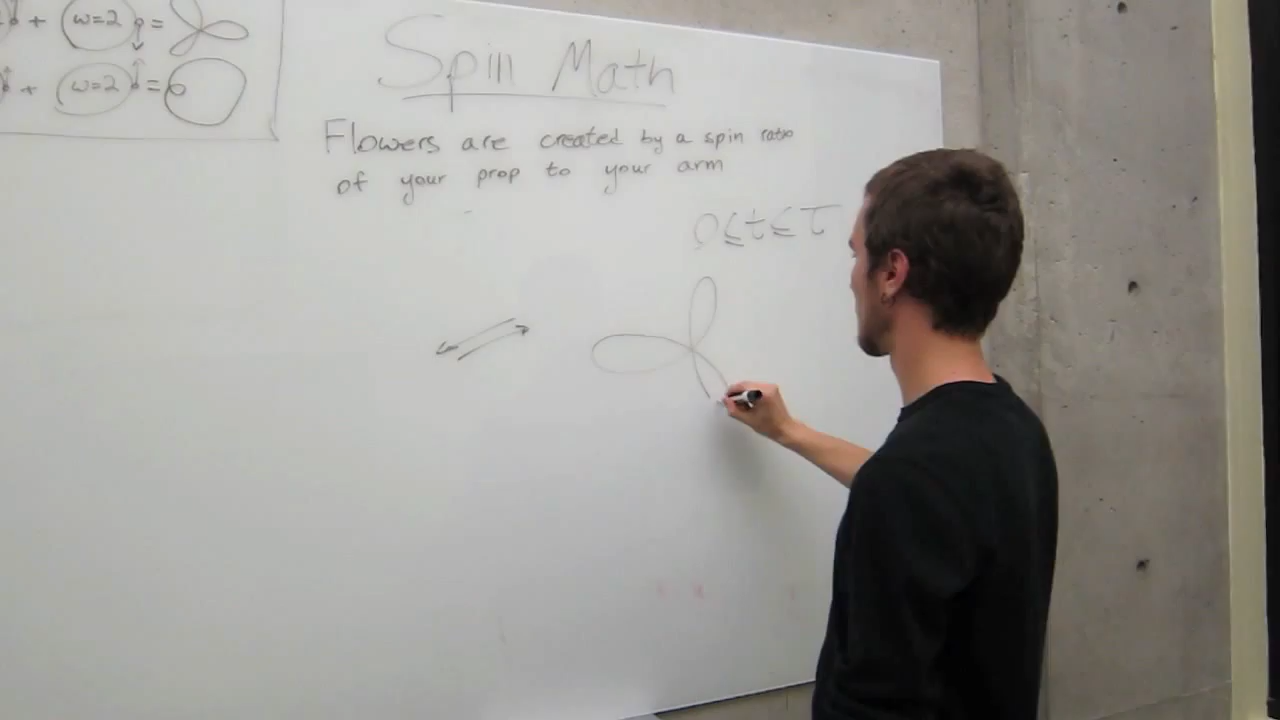 + ω=2 =
+ ω=2 =
Spin Math
Flowers are created by a spin ratio
of your prop to your arm
0≤t≤τ